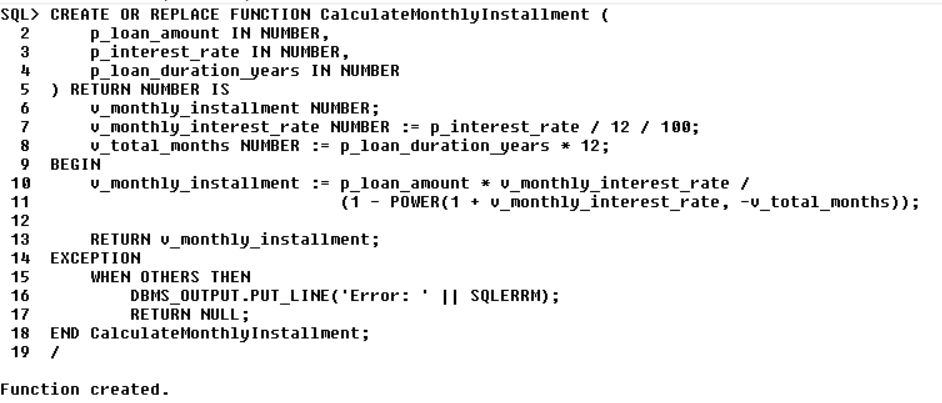 SQL> CREATE OR REPLACE FUNCTION CalculateMonthlyInstallment (
  2      p_loan_amount IN NUMBER,
  3      p_interest_rate IN NUMBER,
  4      p_loan_duration_years IN NUMBER
  5  ) RETURN NUMBER IS
  6      v_monthly_installment NUMBER;
  7      v_monthly_interest_rate NUMBER := p_interest_rate / 12 / 100;
  8      v_total_months NUMBER := p_loan_duration_years * 12;
  9  BEGIN
 10      v_monthly_installment := p_loan_amount * v_monthly_interest_rate /
 11                               (1 - POWER(1 + v_monthly_interest_rate, -v_total_months));
 12
 13      RETURN v_monthly_installment;
 14  EXCEPTION
 15      WHEN OTHERS THEN
 16          DBMS_OUTPUT.PUT_LINE('Error: ' || SQLERRM);
 17          RETURN NULL;
 18  END CalculateMonthlyInstallment;
 19  /
Function created.